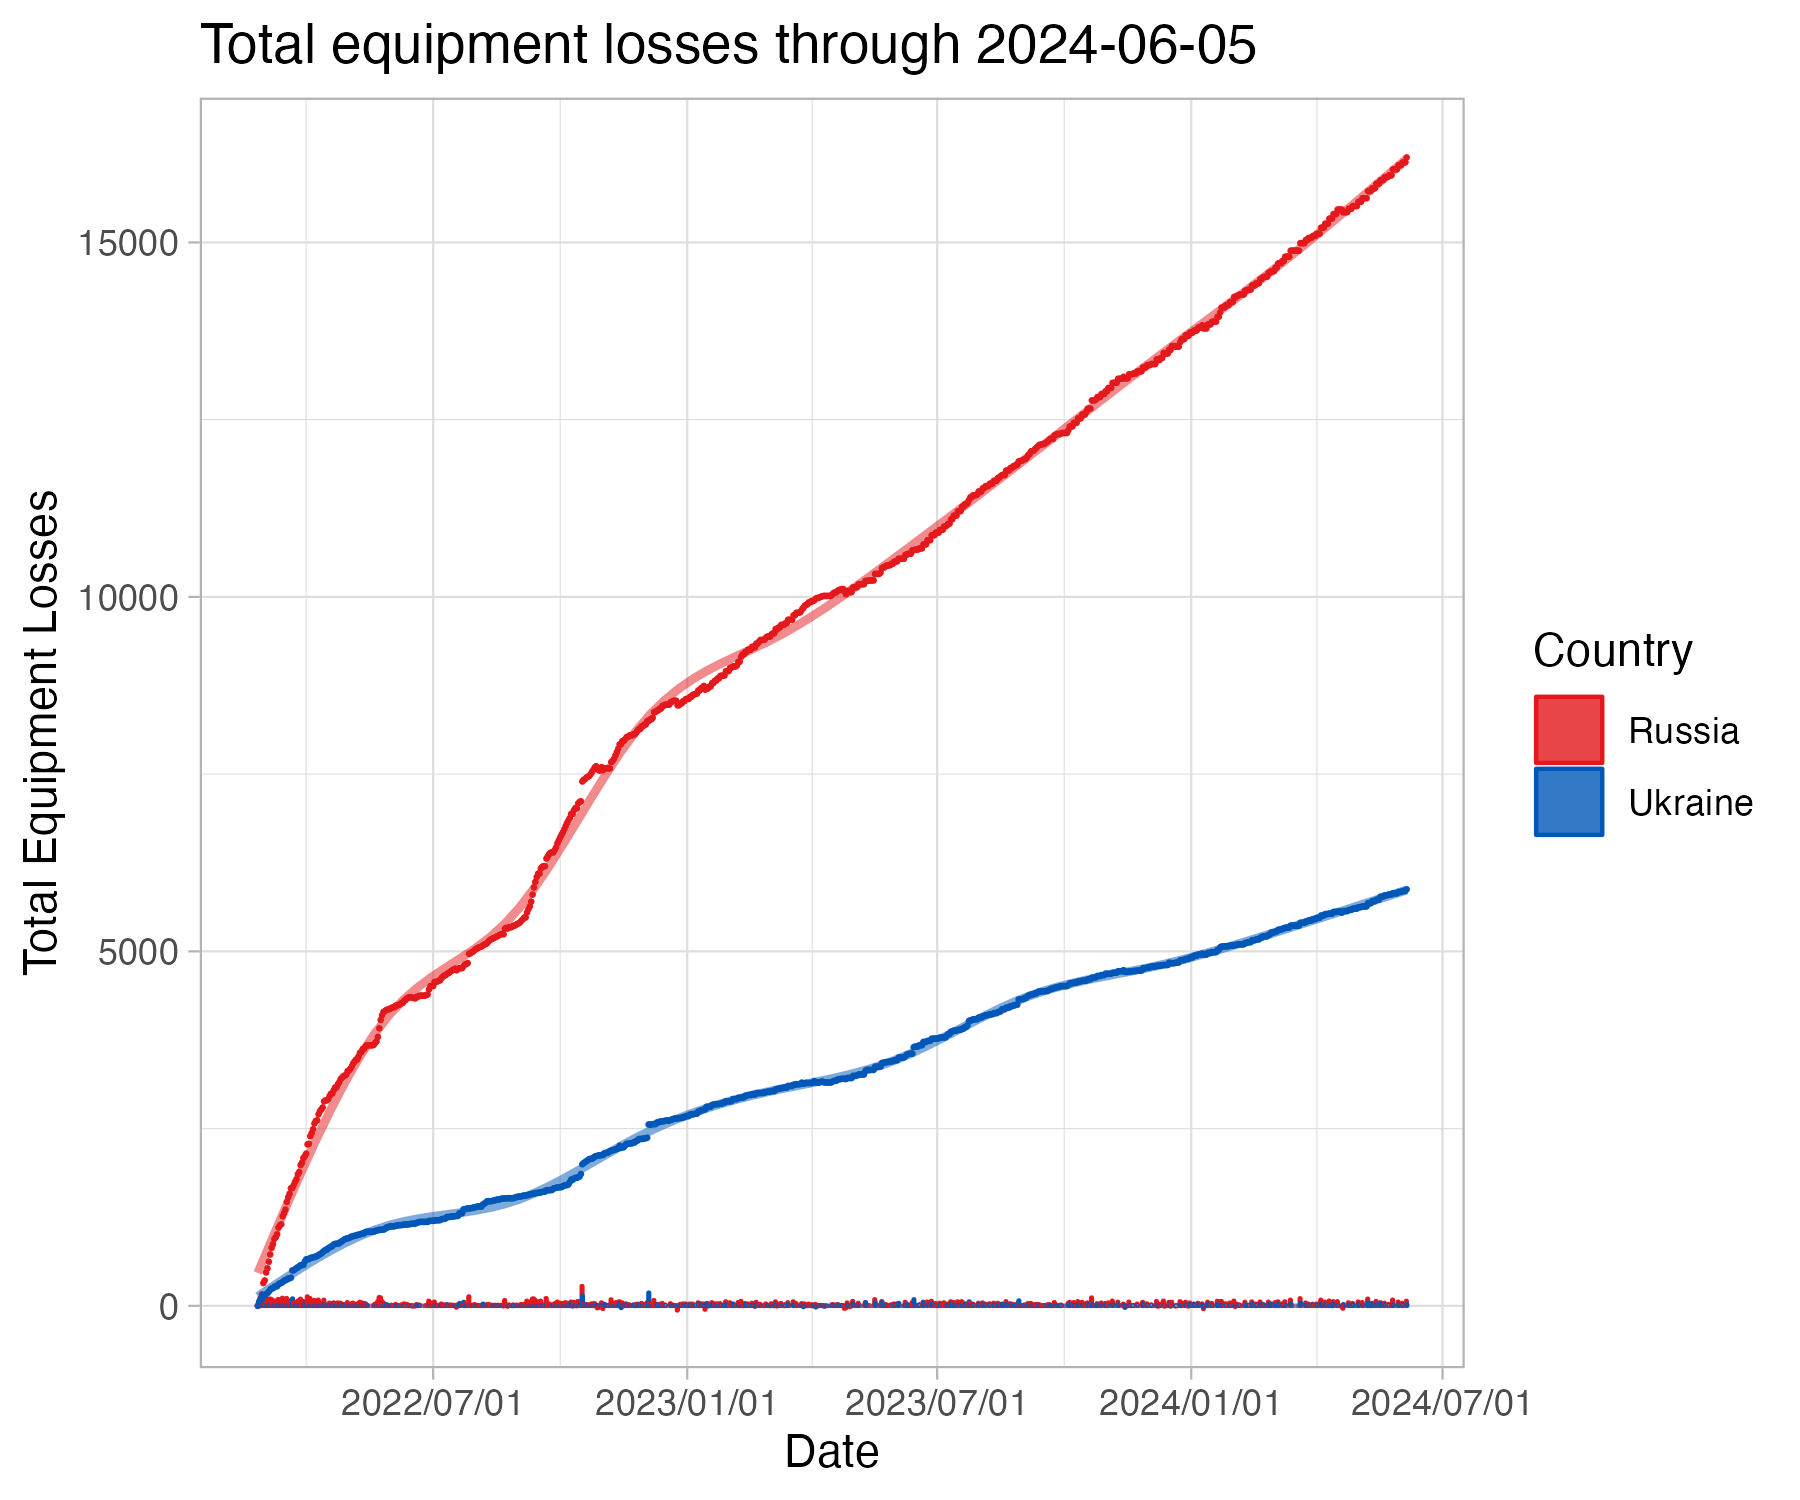 Total equipment losses through 2024-06-05
Total Equipment Losses
15000
10000
5000
0
2022/07/01
2023/01/01
2023/07/01
2024/01/01
2024/07/01
Date
Country
Russia
Ukraine